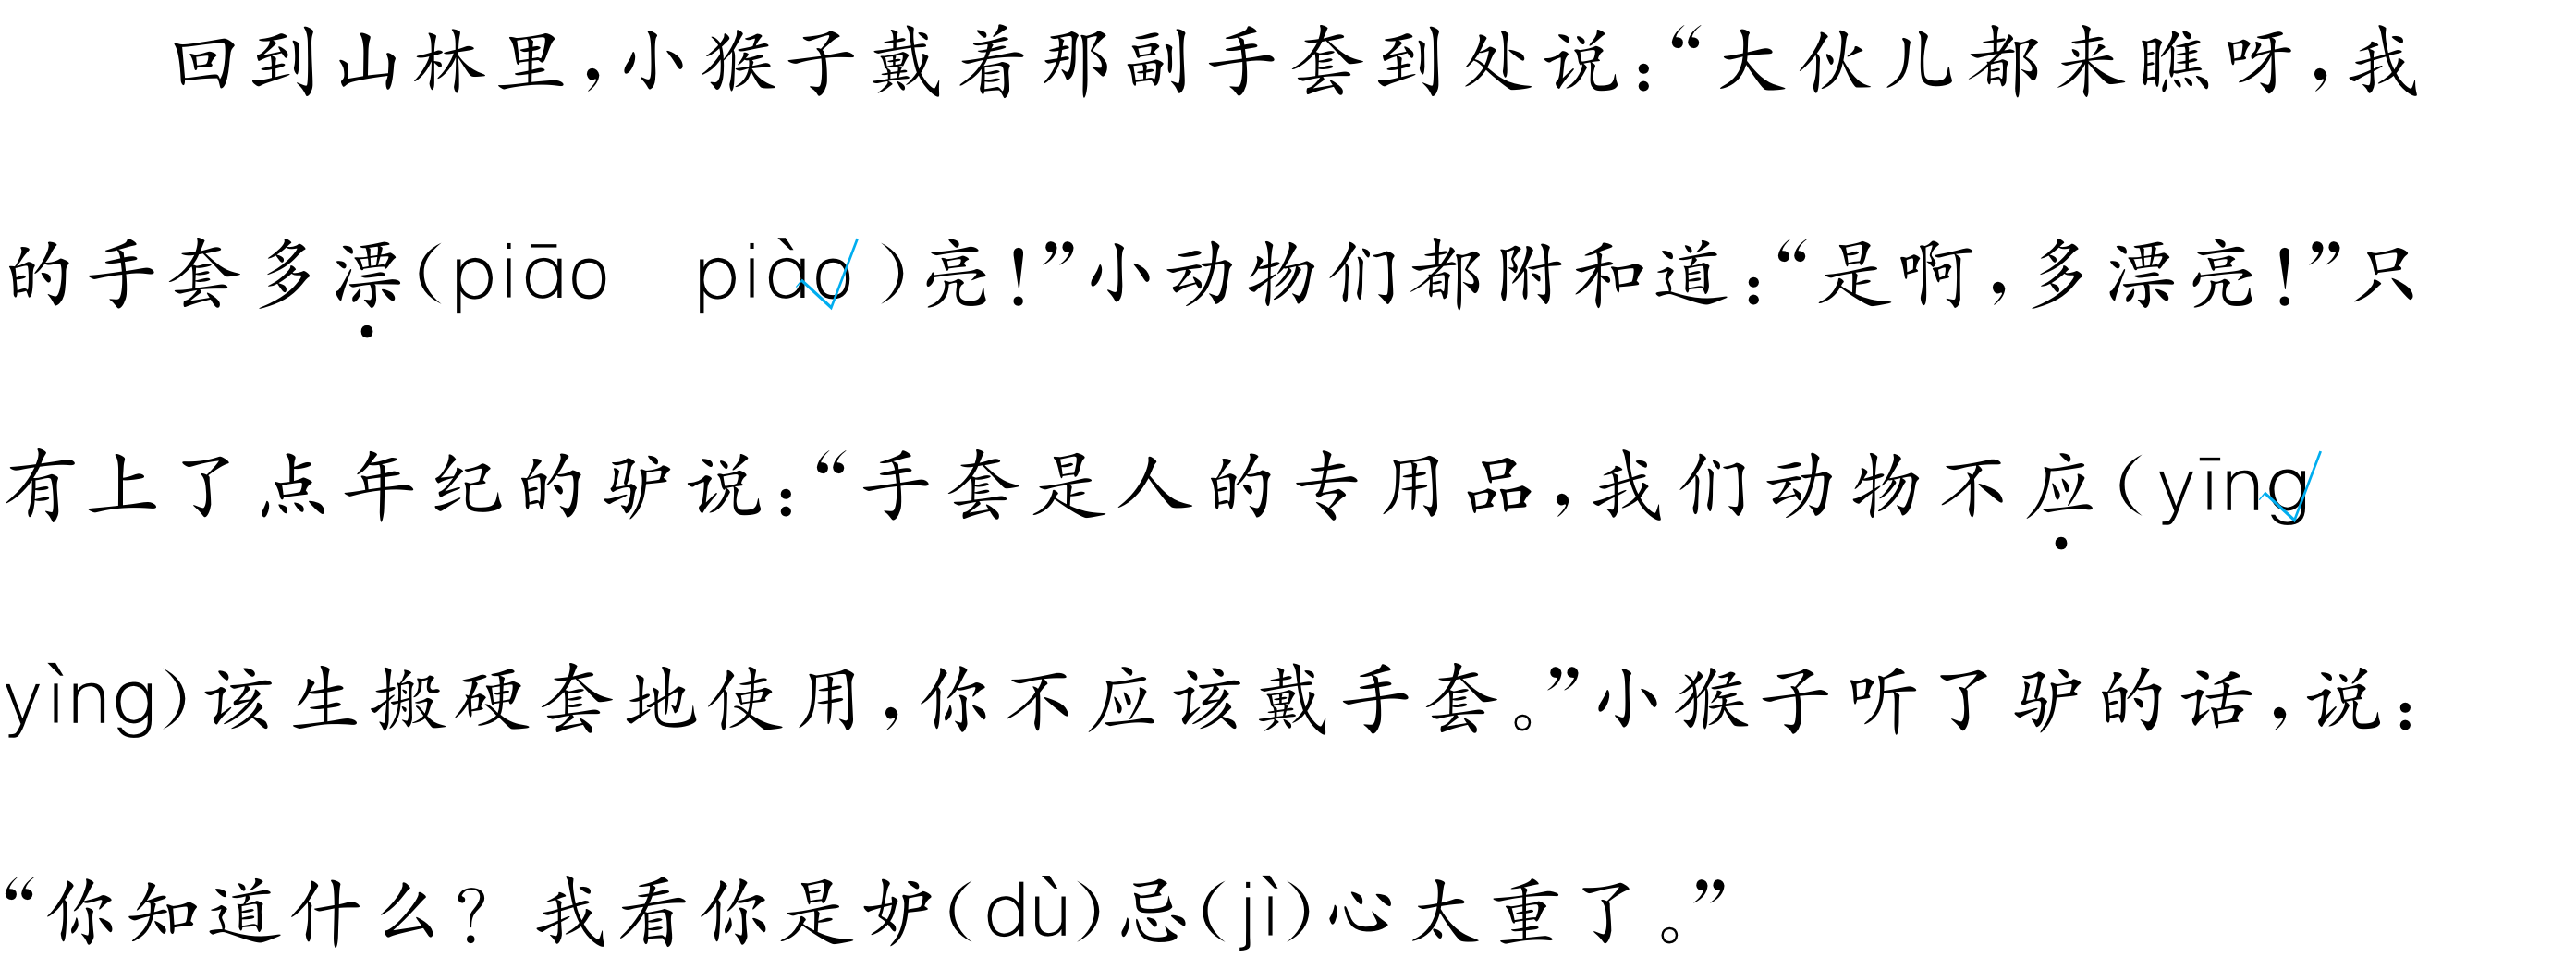 回到山林里,小猴子戴着那副手套到处说:“大伙儿都来瞧呀,我
的手套多漂(piāo piào√)亮!”小动物们都附和道:“是啊,多漂亮!”只
有上了点年纪的驴说:“手套是人的专用品,我们动物不应(yīng√
yìng)该生搬硬套地使用,你不应该戴手套。”小猴子听了驴的话,说:
“你知道什么? 我看你是妒(dù)忌(jì)心太重了。”